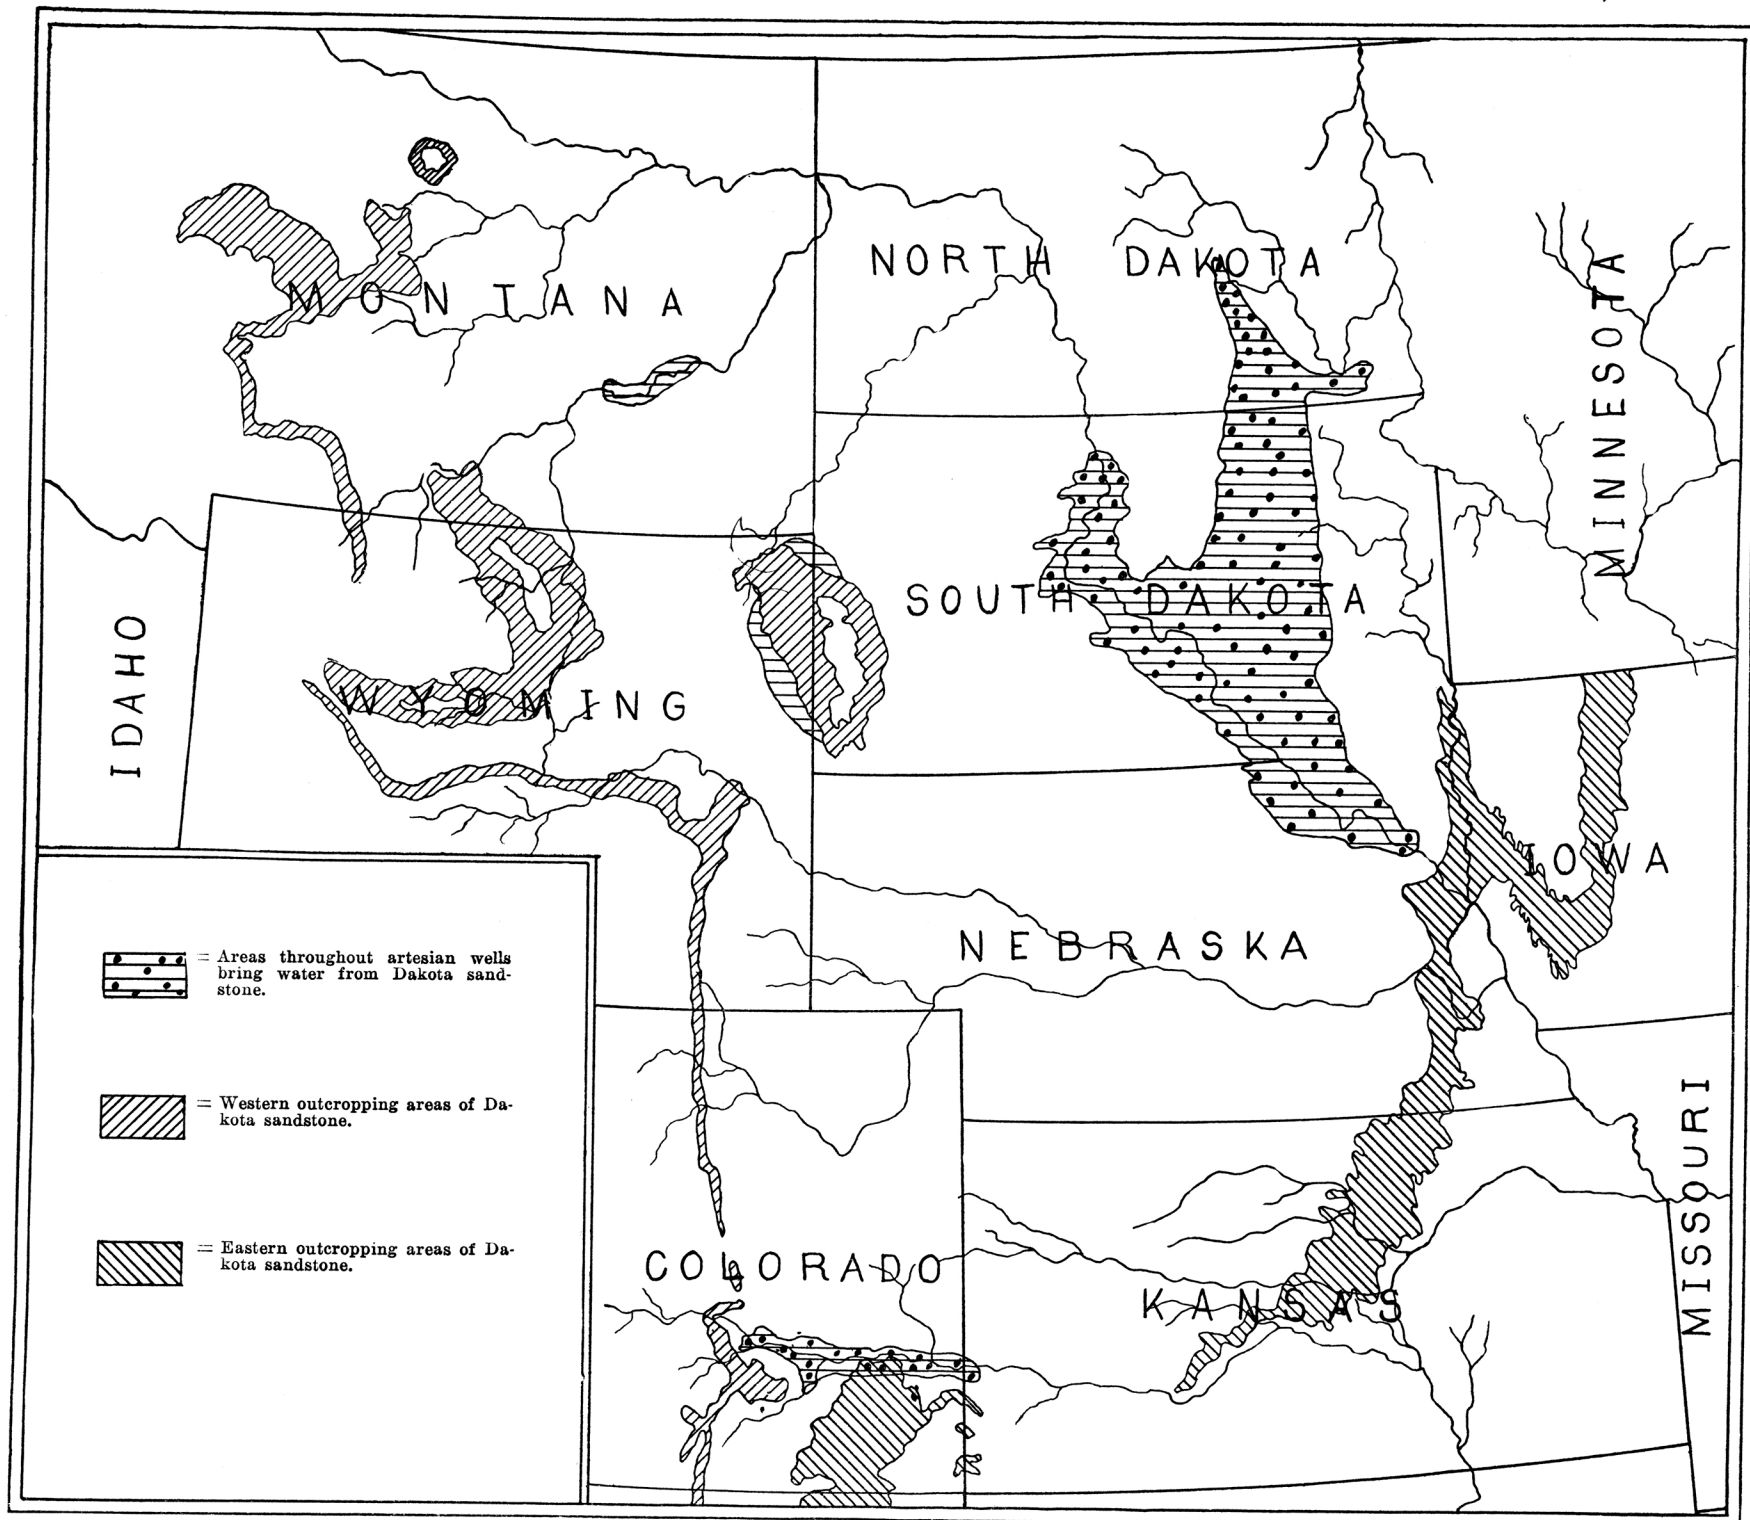 NORTH DAKOTA
MONTANA
MINNESOTA
SOUTH DAKOTA
IDAHO
WYOMING
IOWA
NEBRASKA
= Areas throughout artesian wells
bring water from Dakota sand-
stone.
= Western outcropping areas of Da-
kota sandstone.
= Eastern outcropping areas of Da-
kota sandstone.
MISSOURI
COLORADO
KANSAS